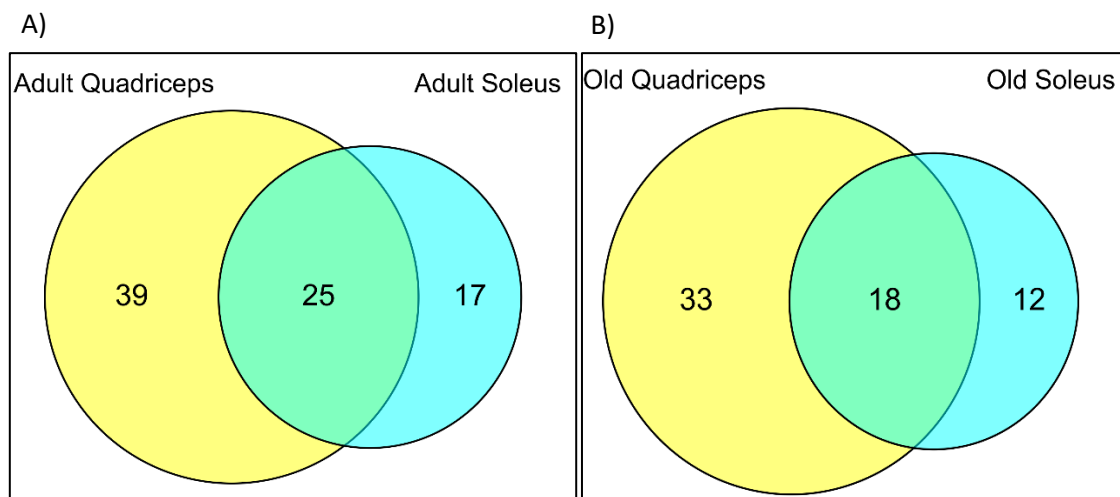 A)
Adult Quadriceps
Adult Soleus
39
25
17
B)
Old Quadriceps
Old Soleus
33
18
12